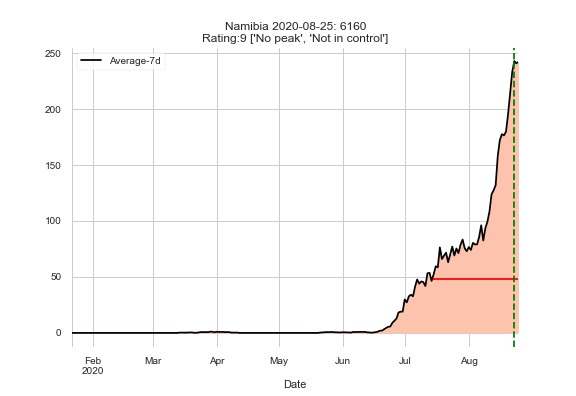 Namibia 2020-08-25: 6160
Rating:9 ['No peak', 'Not in control']
Average-7d
250
200
150
100
50
0
Feb Mar Apr May Jun Jul Aug
2020
Date